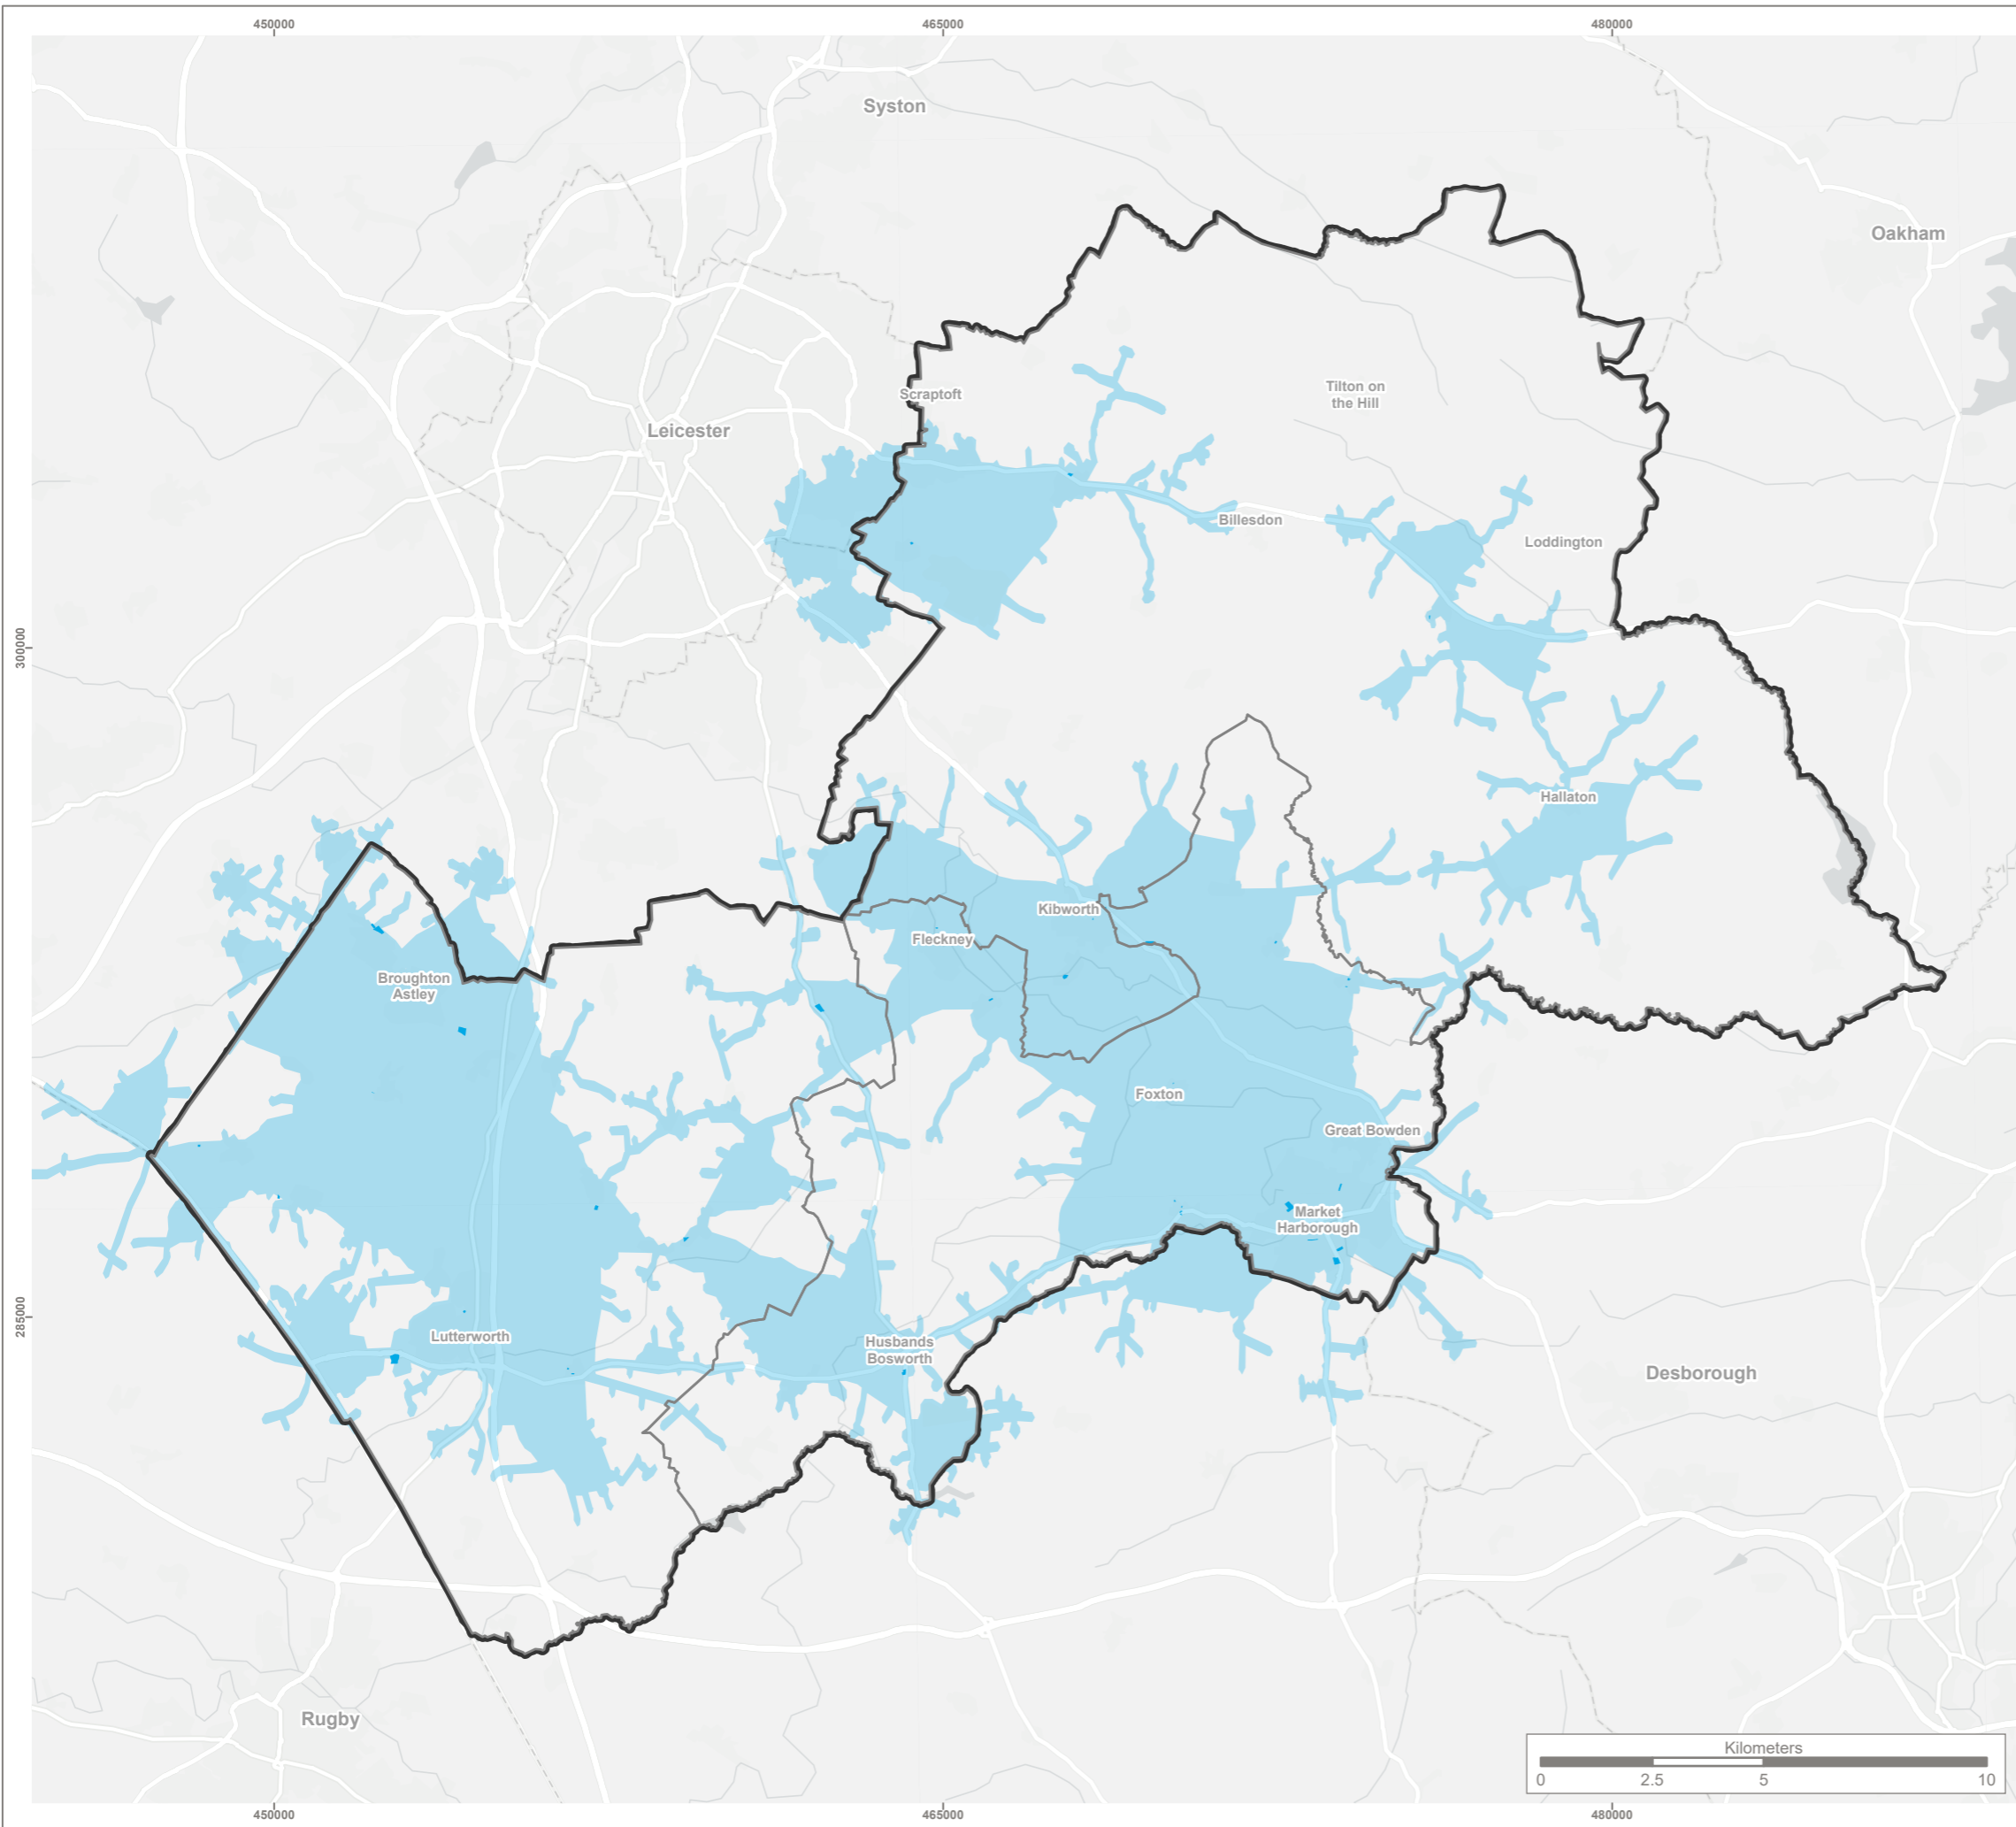 450000
465000
480000
Syston
Oakham
Scraptoft
Tilton on
the Hill
Leicester
Billesdon
Loddington
300000
Hallaton
Kibworth
Fleckney
Broughton
Astley
Foxton
Great Bowden
Market
Harborough
285000
Lutterworth
Husbands
Bosworth
Desborough
Rugby
Kilometers
0
2.5
5
10
450000
465000
480000